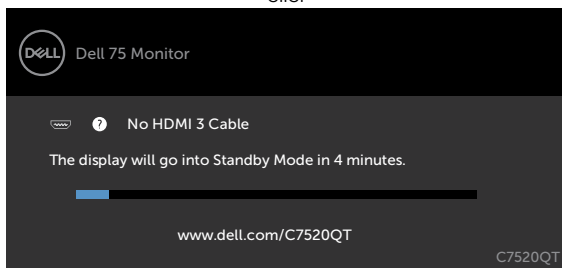 DELL
Dell 75 Monitor
? No HDMI 3 Cable
The display will go into Standby Mode in 4 minutes.
www.dell.com/C7520QT
C7520QT